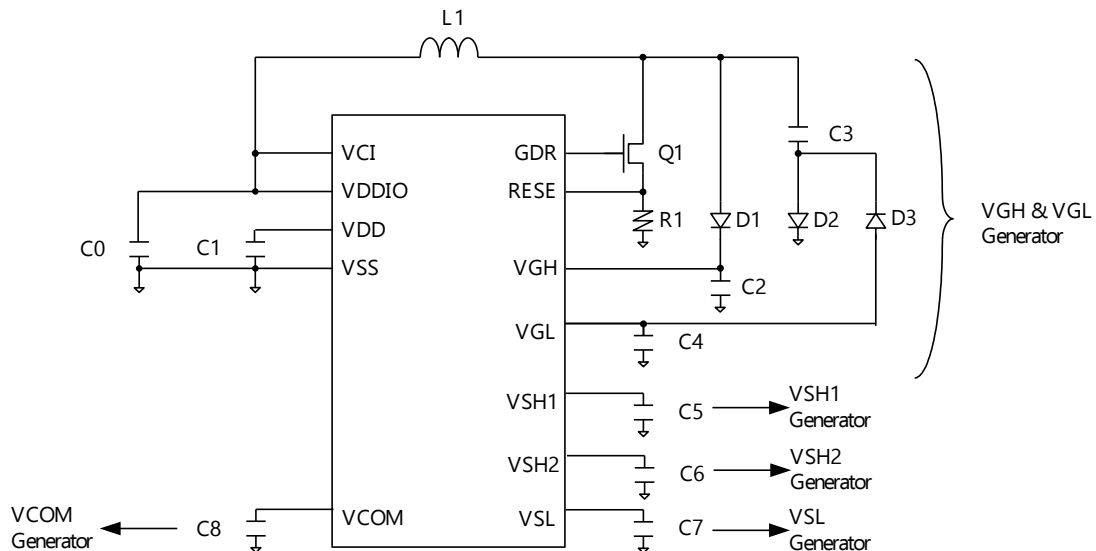 L1
VCI
GDR
Q1
C3
VDDIO
RESE
C0
C1
VDD
R1
D1
D2
D3
VGH & VGL
Generator
VSS
VGH
C2
VGL
C4
VSH1
C5
VSH1
Generator
VSH2
C6
VSH2
Generator
VCOM
Generator
C8
VCOM
VSL
C7
VSL
Generator